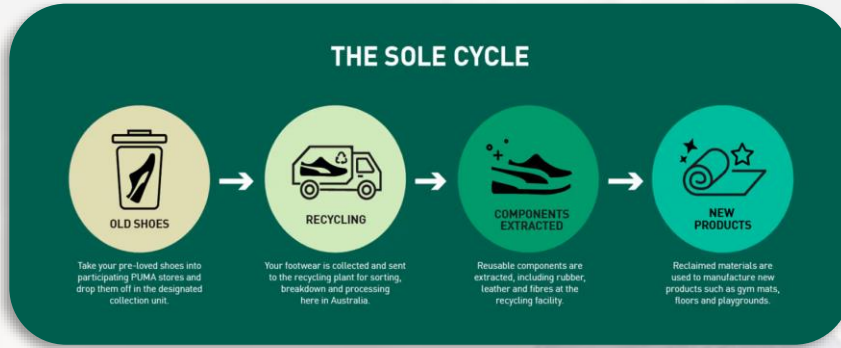 THE SOLE CYCLE
OLD SHOES
Take your pre-loved shoes into
participating PUMA stores and
drop them off in the designated
collection unit.
RECYCLING
Your footwear is collected and sent
to the recycling plant for sorting,
breakdown and processing
here in Australia.
COMPONENTS
EXTRACTED
Reusable components are
extracted, including rubber,
leather and fibres at the
recycling facility.
NEW
PRODUCTS
Reclaimed materials are
used to manufacture new
products such as gym mats,
floors and playgrounds.